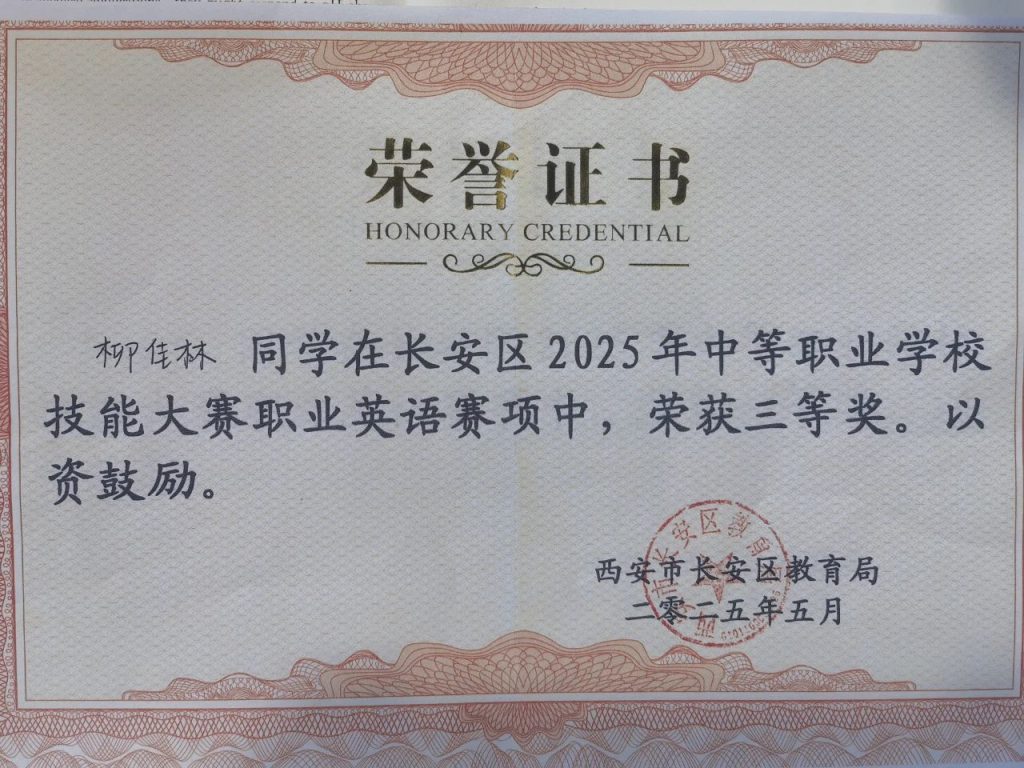 荣誉证书
HONORARY CREDENTIAL
柳佳林 同学在长安区2025年中等职业学校
技能大赛职业英语赛项中，荣获三等奖。以
资鼓励。
西安市长安区教育局
二零二五年五月